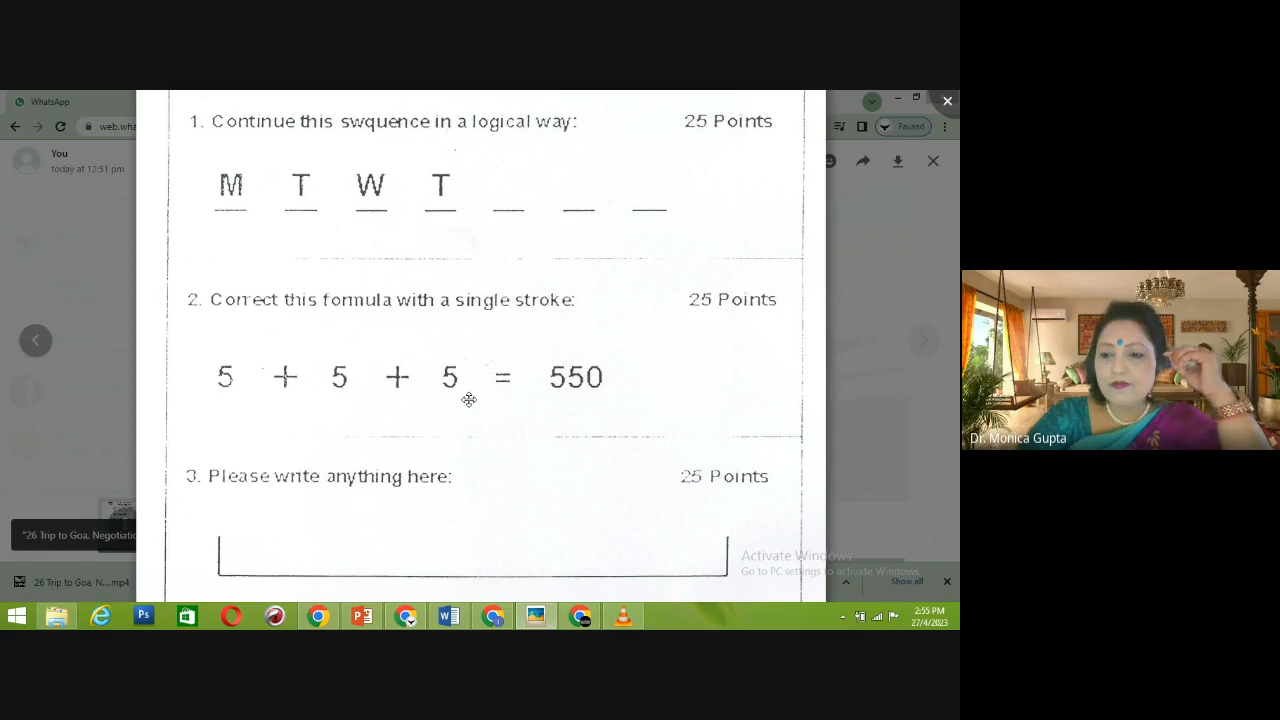 WhatsApp
web.wha
Paused
You
today at 12:51 pm
1. Continue this swquence in a logical way: 25 Points
M T W T _ _ _
2. Correct this formula with a single stroke: 25 Points
5 + 5 + 5 = 550
3. Please write anything here: 25 Points
"26 Trip to Goa, Negotiatio
Activate Windows
Go to PC settings to activate Windows.
26 Trip to Goa, N....mp4
Show all
2:55 PM
27/4/2023
Dr. Monica Gupta